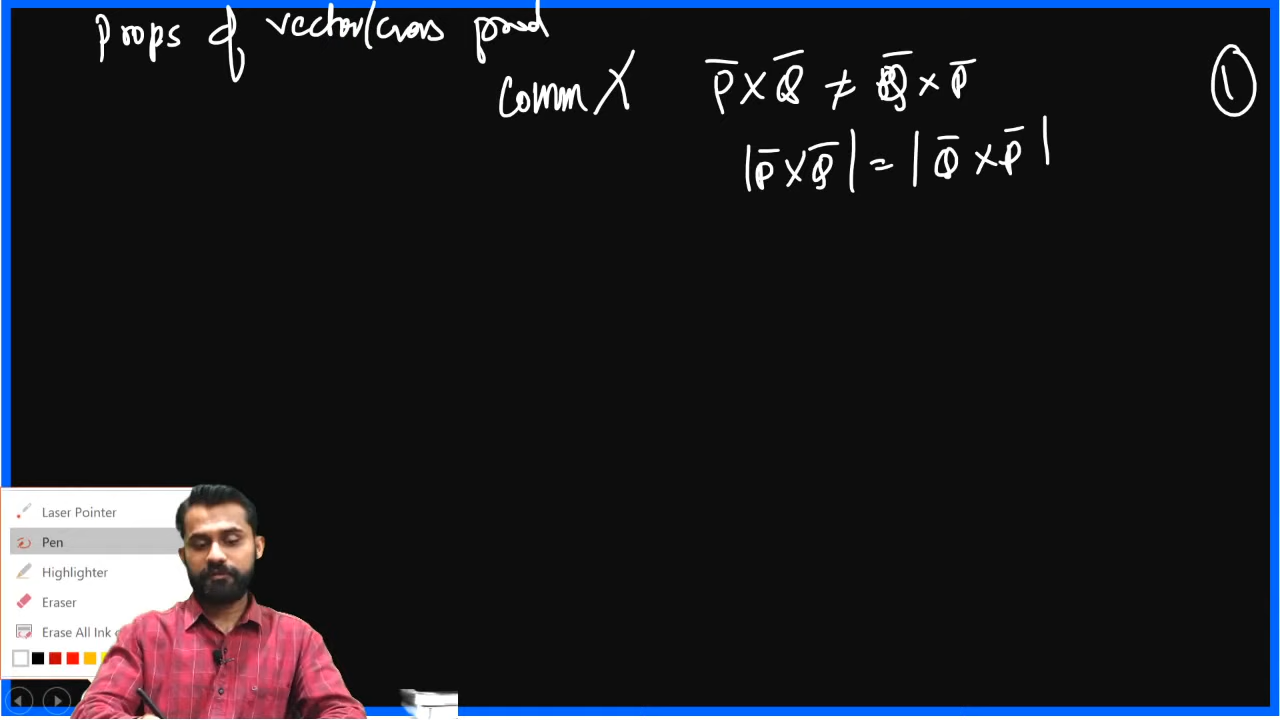 Props of vector/cross prod
Comm X P̅ × Q̅ ≠ Q̅ × P̅ ①
|P̅ × Q̅| = |Q̅ × P̅|
Laser Pointer
Pen
Highlighter
Eraser
Erase All Ink